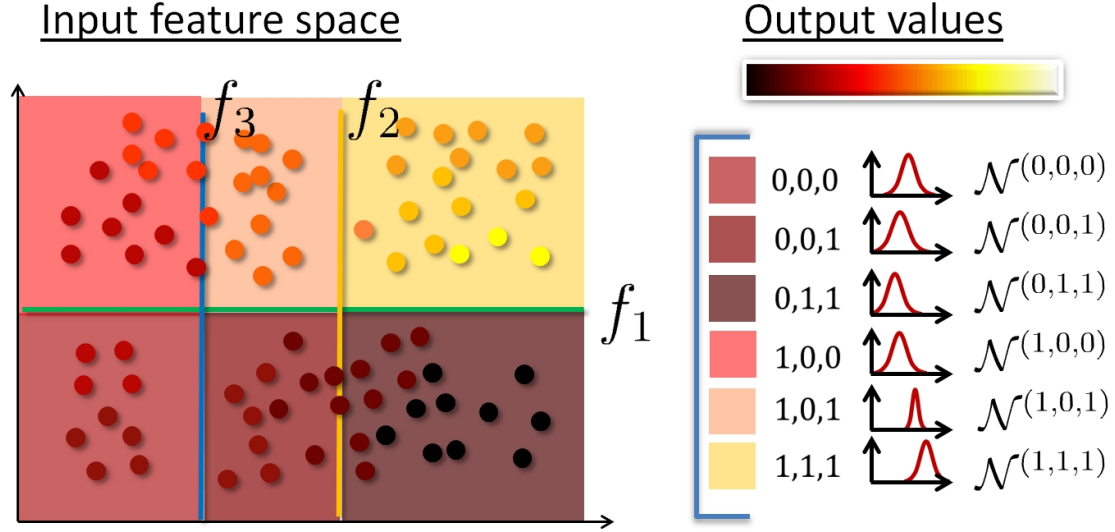 Input feature space
Output values
f₃
f₂
f₁
0,0,0 𝒩^(0,0,0)
0,0,1 𝒩^(0,0,1)
0,1,1 𝒩^(0,1,1)
1,0,0 𝒩^(1,0,0)
1,0,1 𝒩^(1,0,1)
1,1,1 𝒩^(1,1,1)